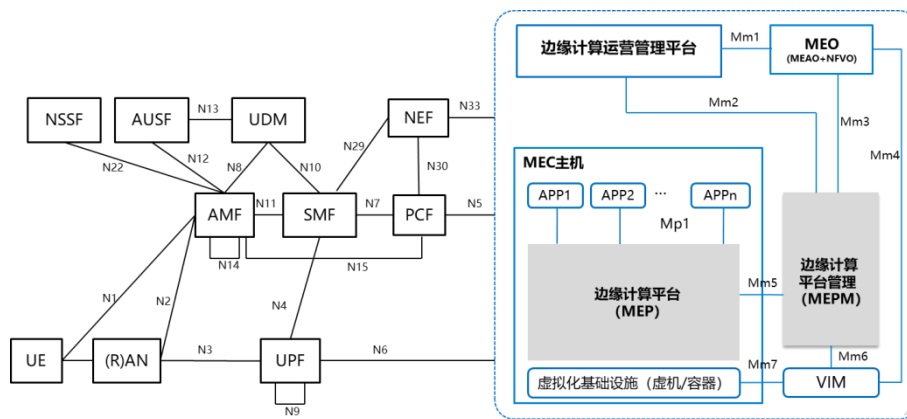 边缘计算运营管理平台
Mm1
MEO
(MEAO+NFVO)
Mm2
Mm3
Mm4
NSSF
AUSF
N13
UDM
NEF
N33
N22
N12
N8
N10
N29
N30
MEC主机
APP1
APP2
...
APPn
Mp1
AMF
N11
SMF
N7
PCF
N5
N14
N15
边缘计算平台
(MEP)
Mm5
边缘计算
平台管理
(MEPM)
N1
N2
N4
UE
(R)AN
N3
UPF
N6
N9
虚拟化基础设施（虚机/容器）
Mm7
Mm6
VIM